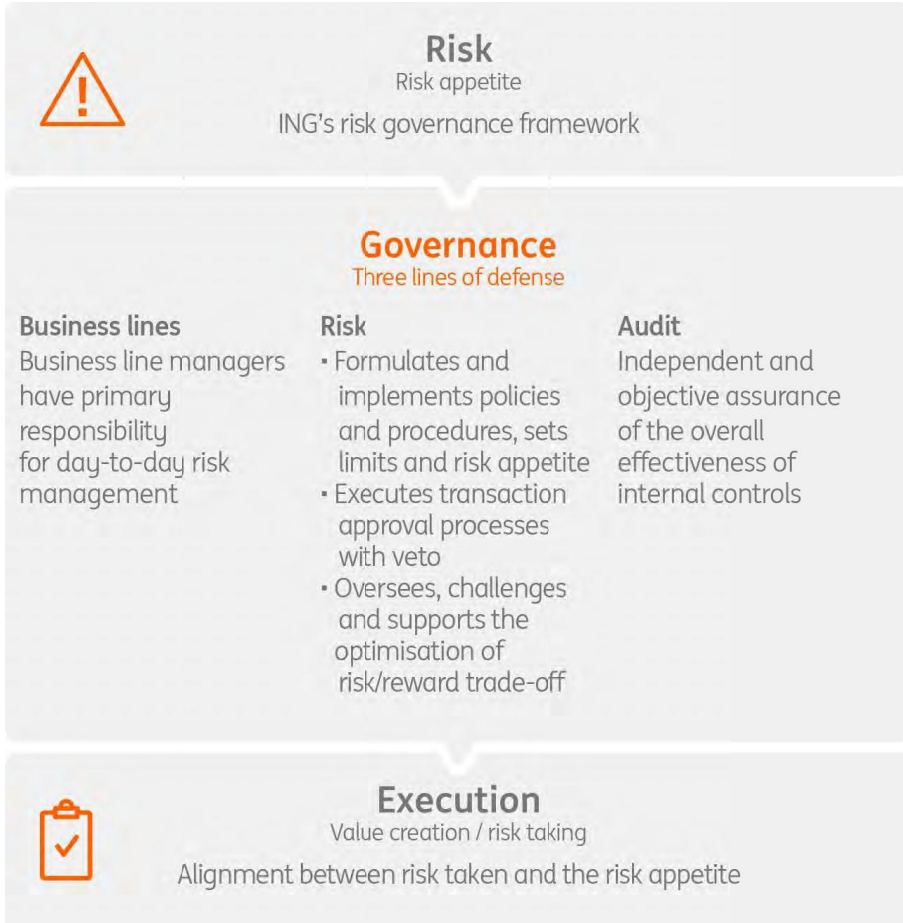 Risk
Risk appetite
ING’s risk governance framework
Governance
Three lines of defense
Business lines
Business line managers
have primary
responsibility
for day-to-day risk
management
Risk
· Formulates and
implements policies
and procedures, sets
limits and risk appetite
· Executes transaction
approval processes
with veto
· Oversees, challenges
and supports the
optimisation of
risk/reward trade-off
Audit
Independent and
objective assurance
of the overall
effectiveness of
internal controls
Execution
Value creation / risk taking
Alignment between risk taken and the risk appetite